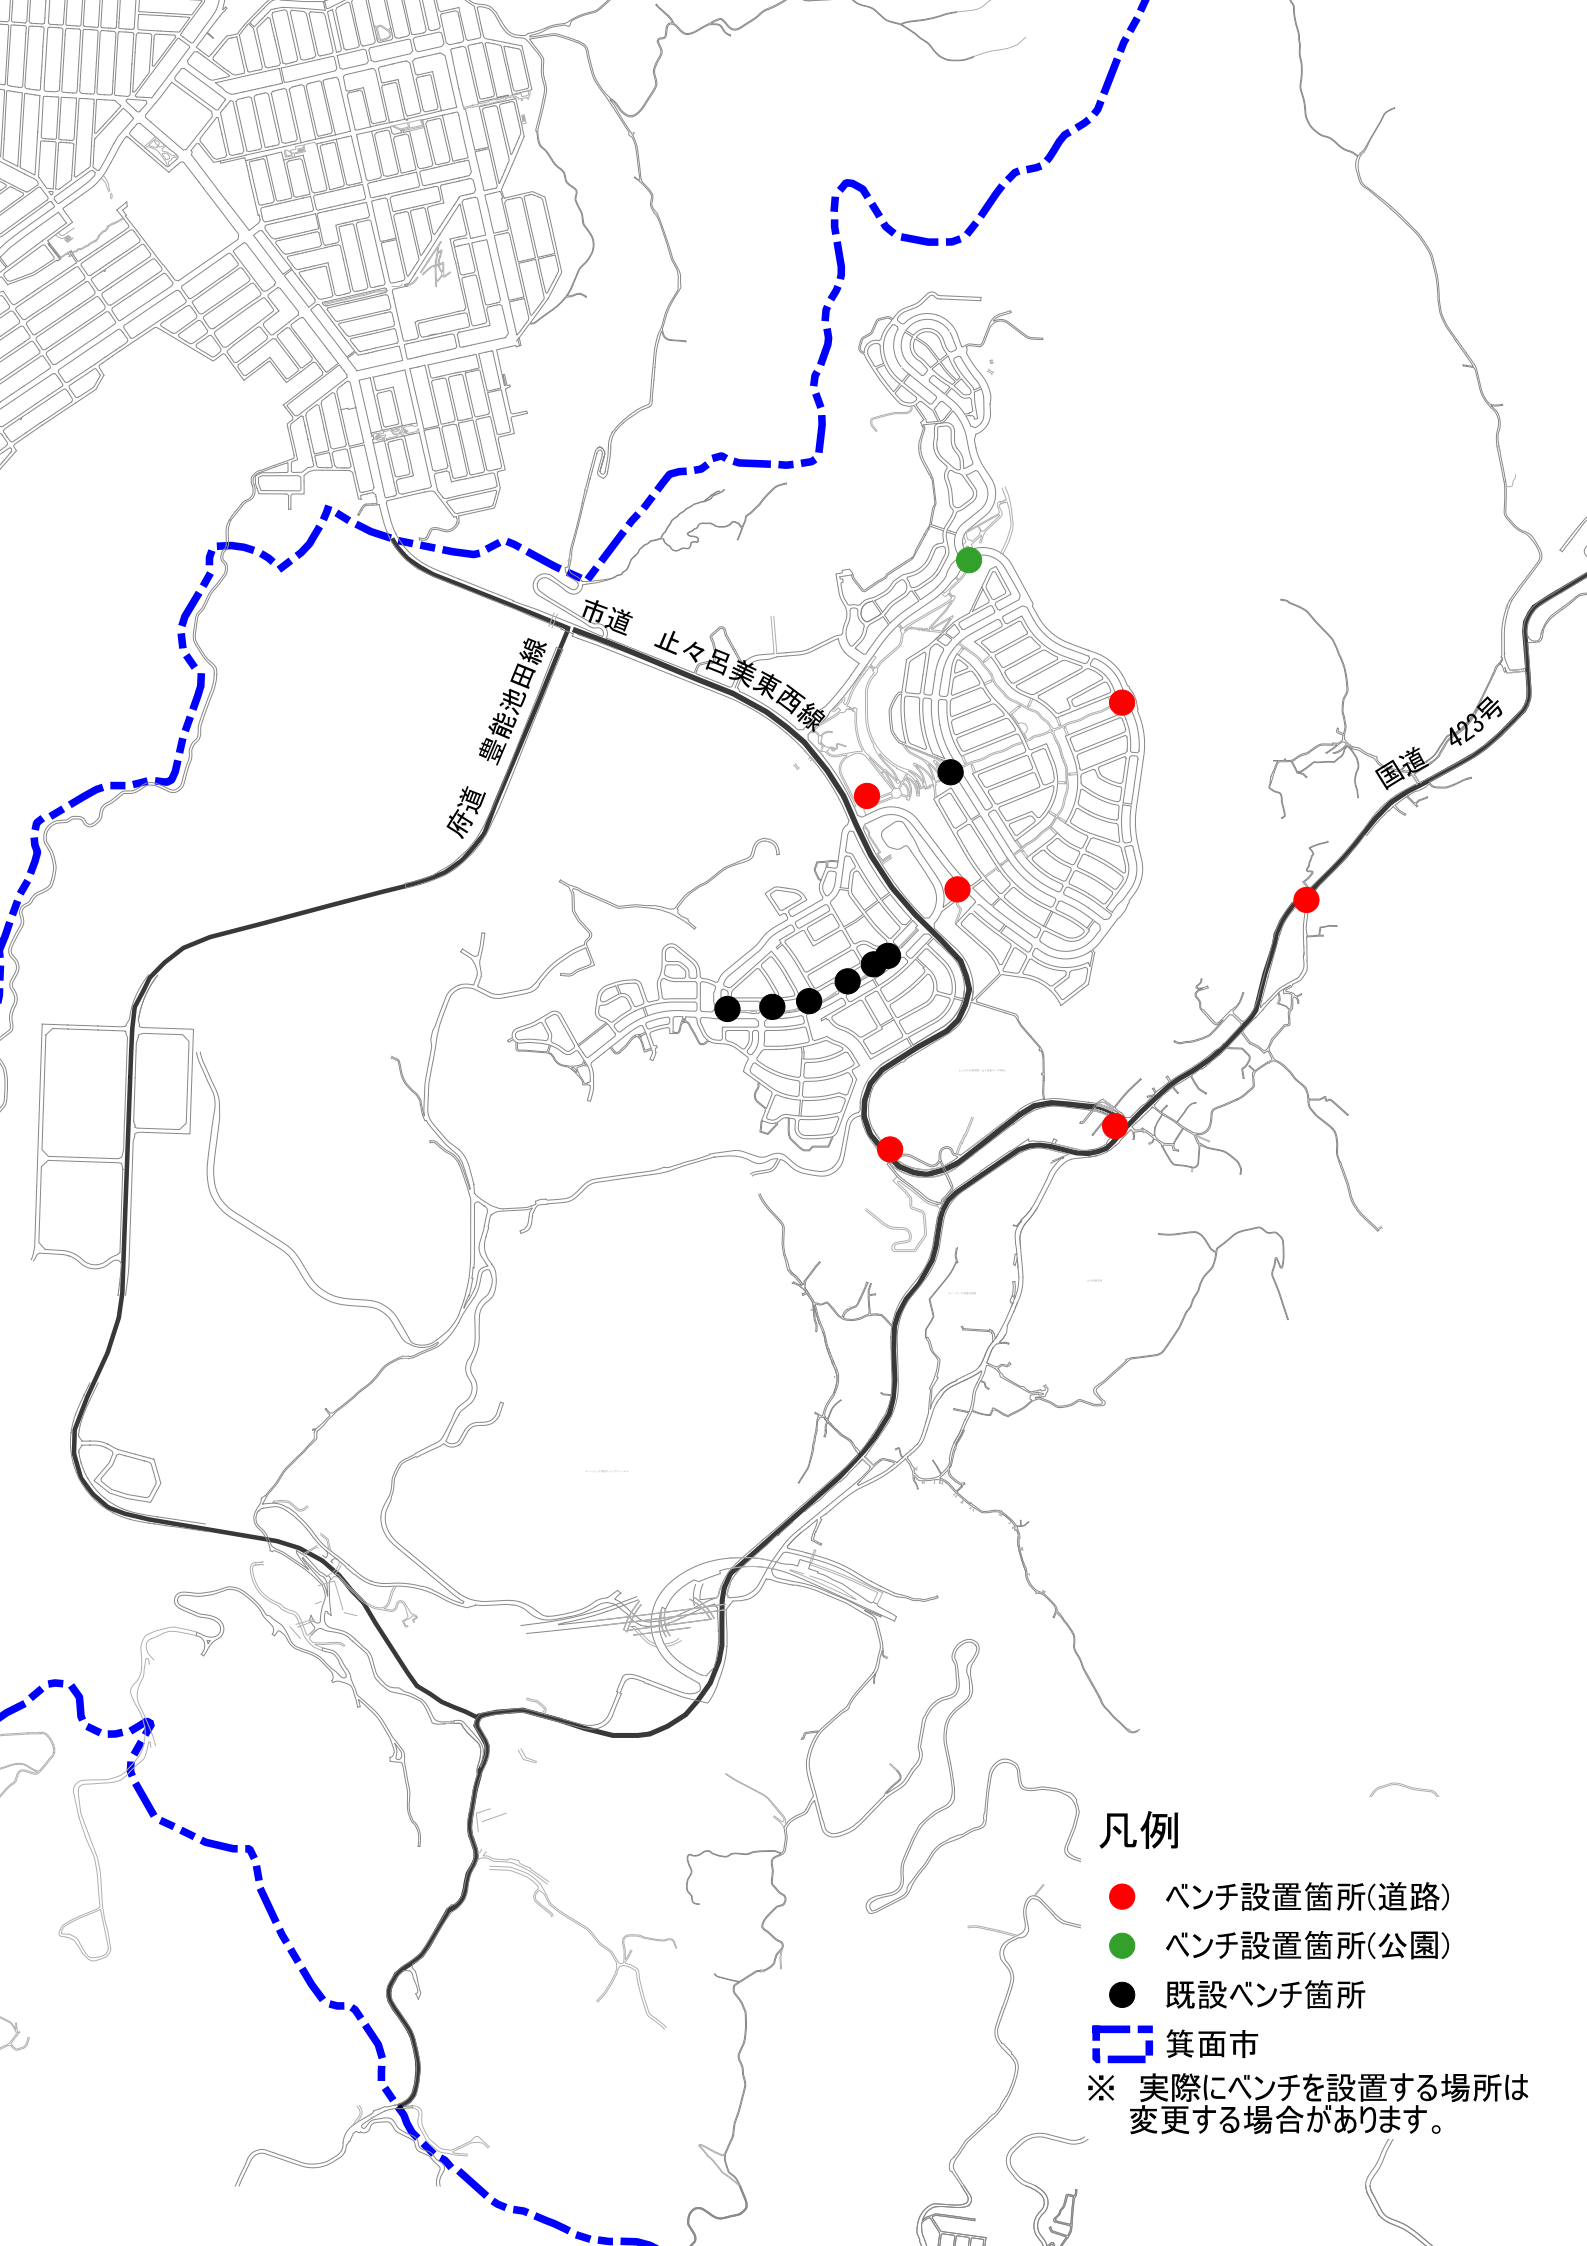 市道 止々呂美東西線
府道 豊能池田線
国道 423号
凡例
ベンチ設置箇所(道路)
ベンチ設置箇所(公園)
既設ベンチ箇所
箕面市
※ 実際にベンチを設置する場所は
変更する場合があります。